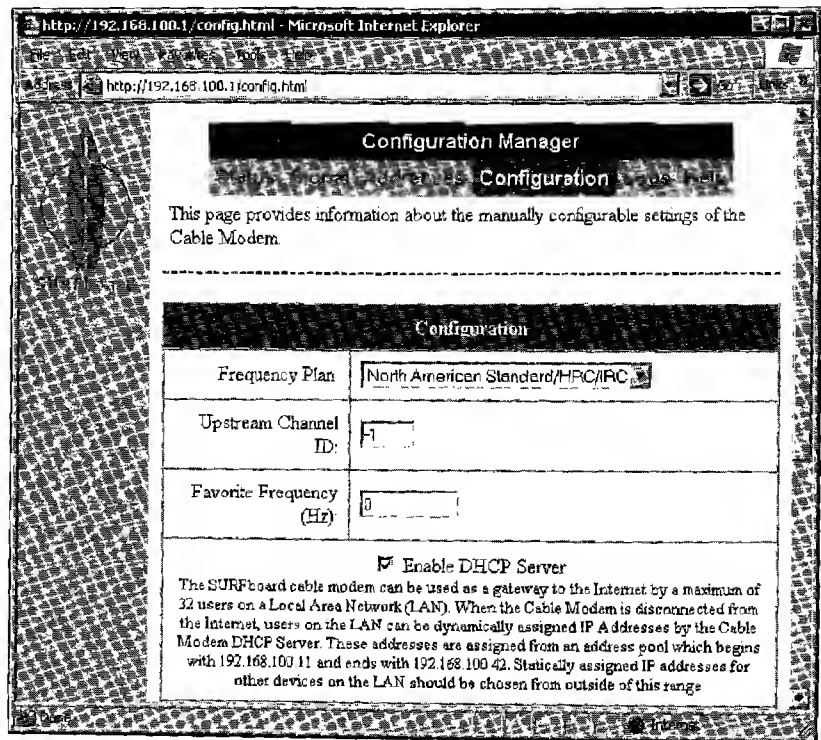 http://192.168.100.1/config.html - Microsoft Internet Explorer
http://192.168.100.1/config.html
Configuration Manager
Configuration
This page provides information about the manually configurable settings of the
Cable Modem
Configuration
Frequency Plan
North American Standard/HRC/IRC
Upstream Channel
ID:
-1
Favorite Frequency
(Hz)
0
Enable DHCP Server
The SURFboard cable modem can be used as a gateway to the Internet by a maximum of
32 users on a Local Area Network (LAN). When the Cable Modem is disconnected from
the Internet, users on the LAN can be dynamically assigned IP Addresses by the Cable
Modem DHCP Server. These addresses are assigned from an address pool which begins
with 192.168.100.11 and ends with 192.168.100.42. Statically assigned IP addresses for
other devices on the LAN should be chosen from outside of this range